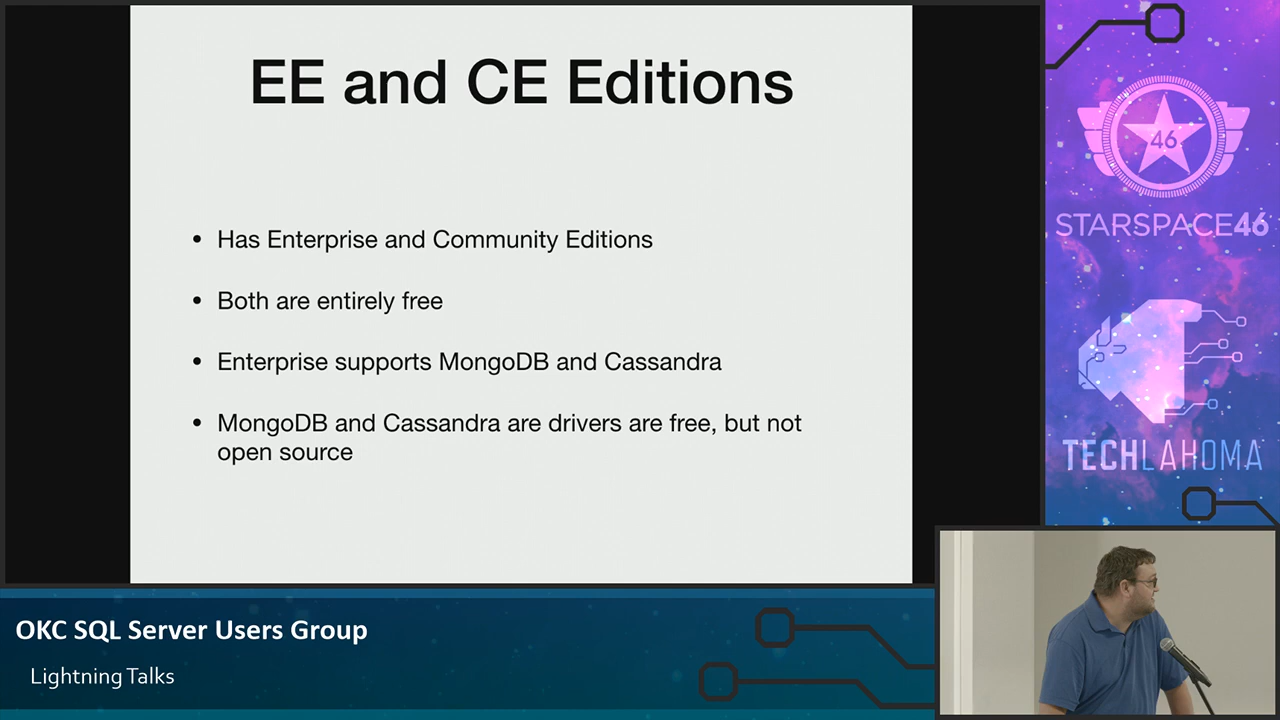 EE and CE Editions
• Has Enterprise and Community Editions
• Both are entirely free
• Enterprise supports MongoDB and Cassandra
• MongoDB and Cassandra are drivers are free, but not
open source
46
STARSPACE46
TECHLAHOMA
OKC SQL Server Users Group
Lightning Talks